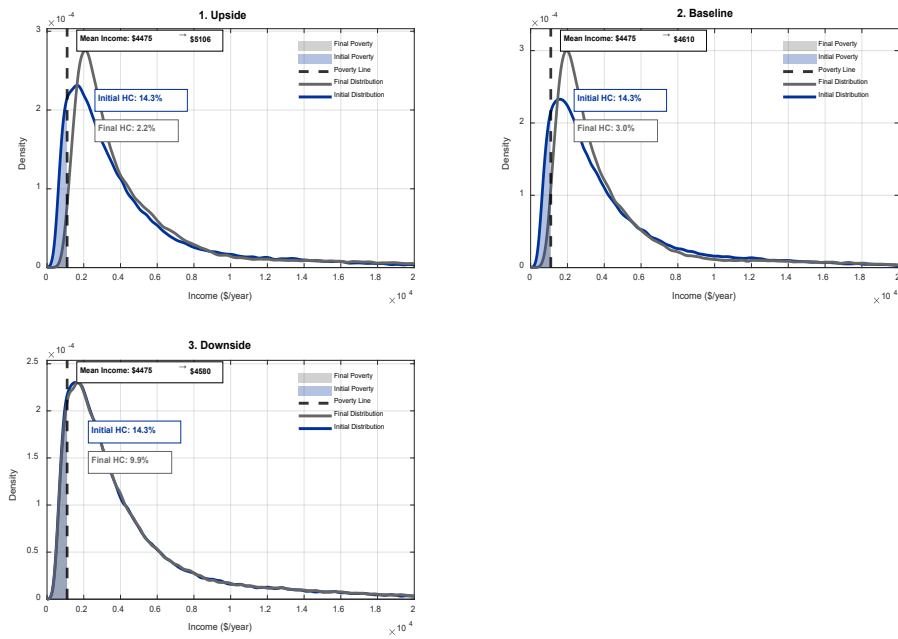 1. Upside
× 10 -4
3
2
1
0
Density
Mean Income: $4475 → $5106
Initial HC: 14.3%
Final HC: 2.2%
Final Poverty
Initial Poverty
Poverty Line
Final Distribution
Initial Distribution
0 0.2 0.4 0.6 0.8 1 1.2 1.4 1.6 1.8 2
Income ($/year)
× 10 4
2. Baseline
× 10 -4
3
2
1
0
Density
Mean Income: $4475 → $4610
Initial HC: 14.3%
Final HC: 3.0%
Final Poverty
Initial Poverty
Poverty Line
Final Distribution
Initial Distribution
0 0.2 0.4 0.6 0.8 1 1.2 1.4 1.6 1.8 2
Income ($/year)
× 10 4
3. Downside
× 10 -4
2.5
2
1.5
1
0.5
0
Density
Mean Income: $4475 → $4580
Initial HC: 14.3%
Final HC: 9.9%
Final Poverty
Initial Poverty
Poverty Line
Final Distribution
Initial Distribution
0 0.2 0.4 0.6 0.8 1 1.2 1.4 1.6 1.8 2
Income ($/year)
× 10 4